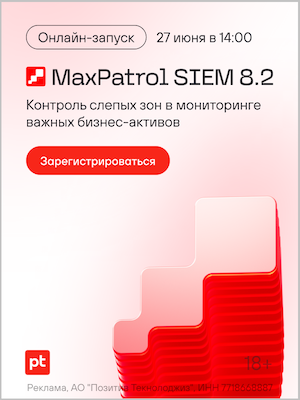 Онлайн-запуск 27 июня в 14:00
MaxPatrol SIEM 8.2
Контроль слепых зон в мониторинге
важных бизнес-активов
Зарегистрироваться
pt
18+
Реклама, АО "Позитив Текнолоджиз", ИНН